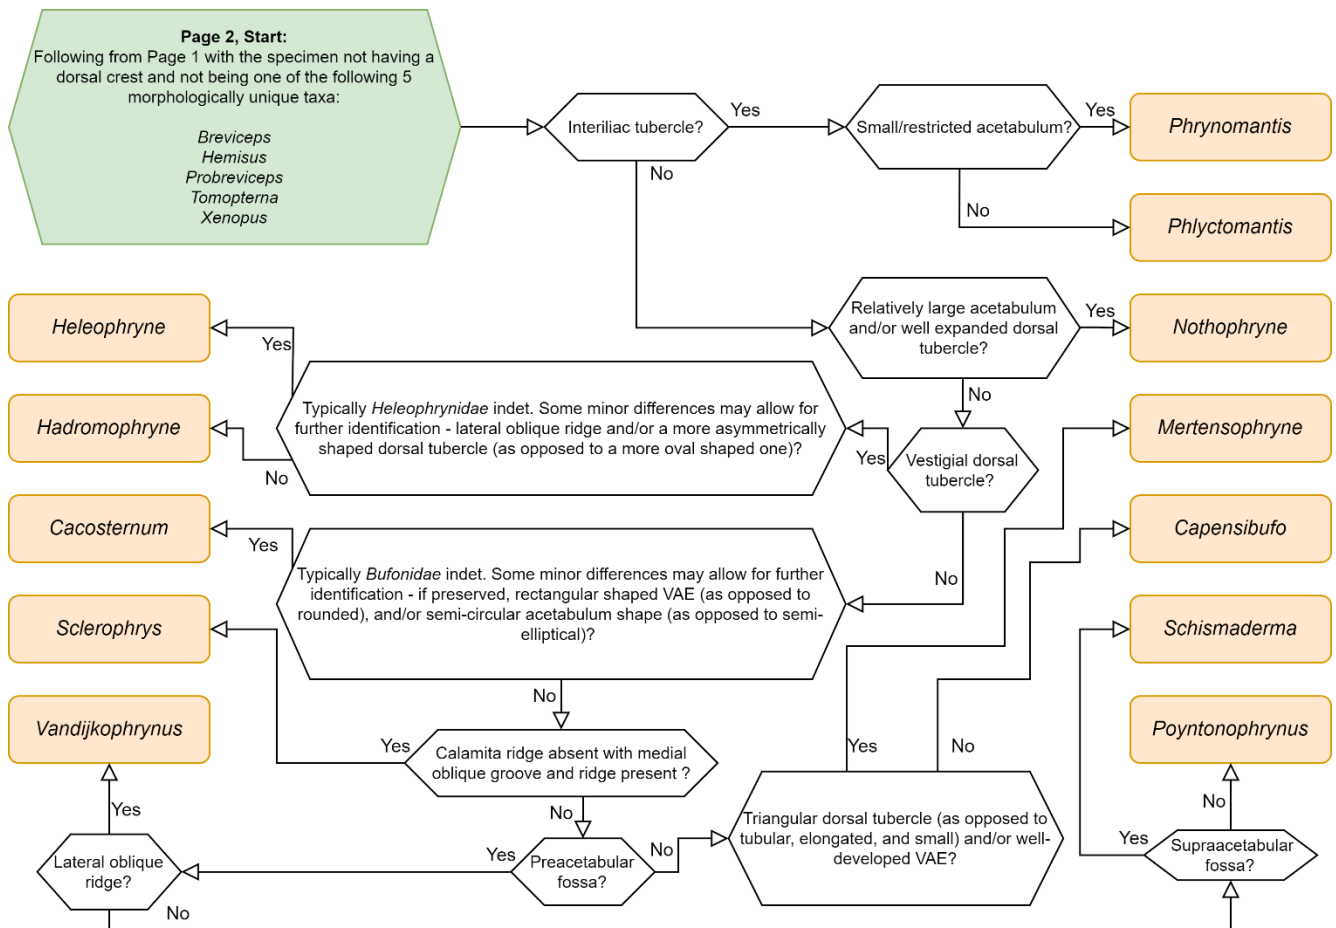 Page 2, Start:
Following from Page 1 with the specimen not having a
dorsal crest and not being one of the following 5
morphologically unique taxa:
Breviceps
Hemisus
Probreviceps
Tomopterna
Xenopus
Interiliac tubercle?
Yes
No
Small/restricted acetabulum?
Yes
No
Phrynomantis
Phlyctomantis
Relatively large acetabulum
and/or well expanded dorsal
tubercle?
Yes
No
Nothophryne
Vestigial dorsal
tubercle?
Yes
No
Typically Heleophrynidae indet. Some minor differences may allow for
further identification - lateral oblique ridge and/or a more asymmetrically
shaped dorsal tubercle (as opposed to a more oval shaped one)?
Yes
No
Heleophryne
Hadromophryne
Typically Bufonidae indet. Some minor differences may allow for further
identification - if preserved, rectangular shaped VAE (as opposed to
rounded), and/or semi-circular acetabulum shape (as opposed to semi-
elliptical)?
Yes
No
Cacosternum
Calamita ridge absent with medial
oblique groove and ridge present ?
Yes
No
Sclerophrys
Preacetabular
fossa?
Yes
No
Triangular dorsal tubercle (as opposed to
tubular, elongated, and small) and/or well-
developed VAE?
Yes
No
Mertensophryne
Capensibufo
Lateral oblique
ridge?
Yes
No
Vandijkophrynus
Supraacetabular
fossa?
Yes
No
Schismaderma
Poyntonophrynus